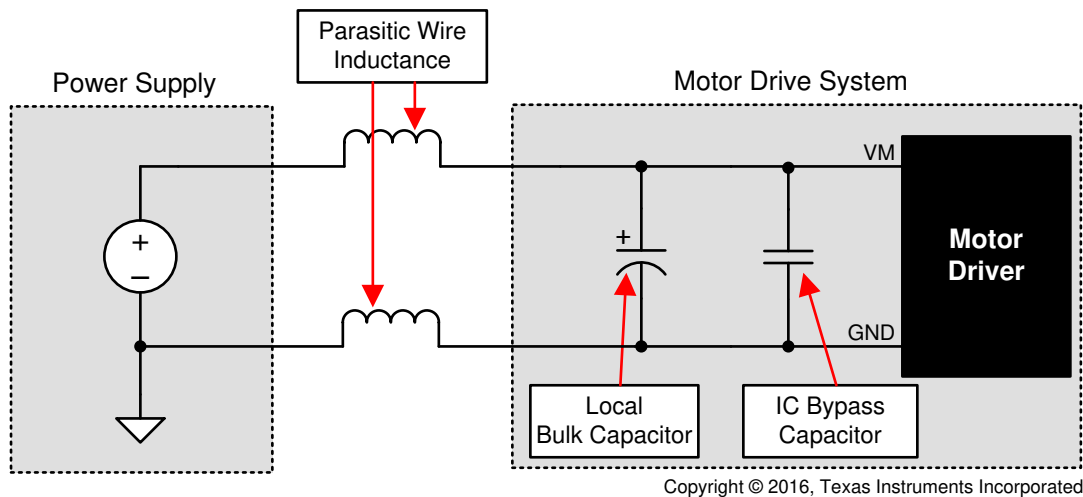 Parasitic Wire
Inductance
Power Supply
Motor Drive System
VM
+
–
+
Motor
Driver
GND
Local
Bulk Capacitor
IC Bypass
Capacitor
Copyright © 2016, Texas Instruments Incorporated